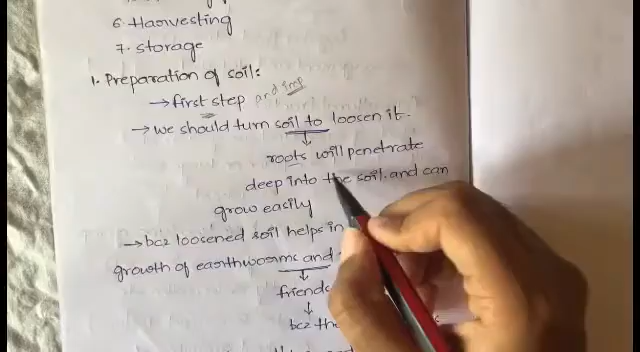 6. Harvesting
7. Storage
1. Preparation of soil:
→ first step and imp
→ we should turn soil to loosen it.
↓
roots will penetrate
deep into the soil. and can
grow easily
→ bcz loosened soil helps in
growth of earthworms and
↓
↓
bcz